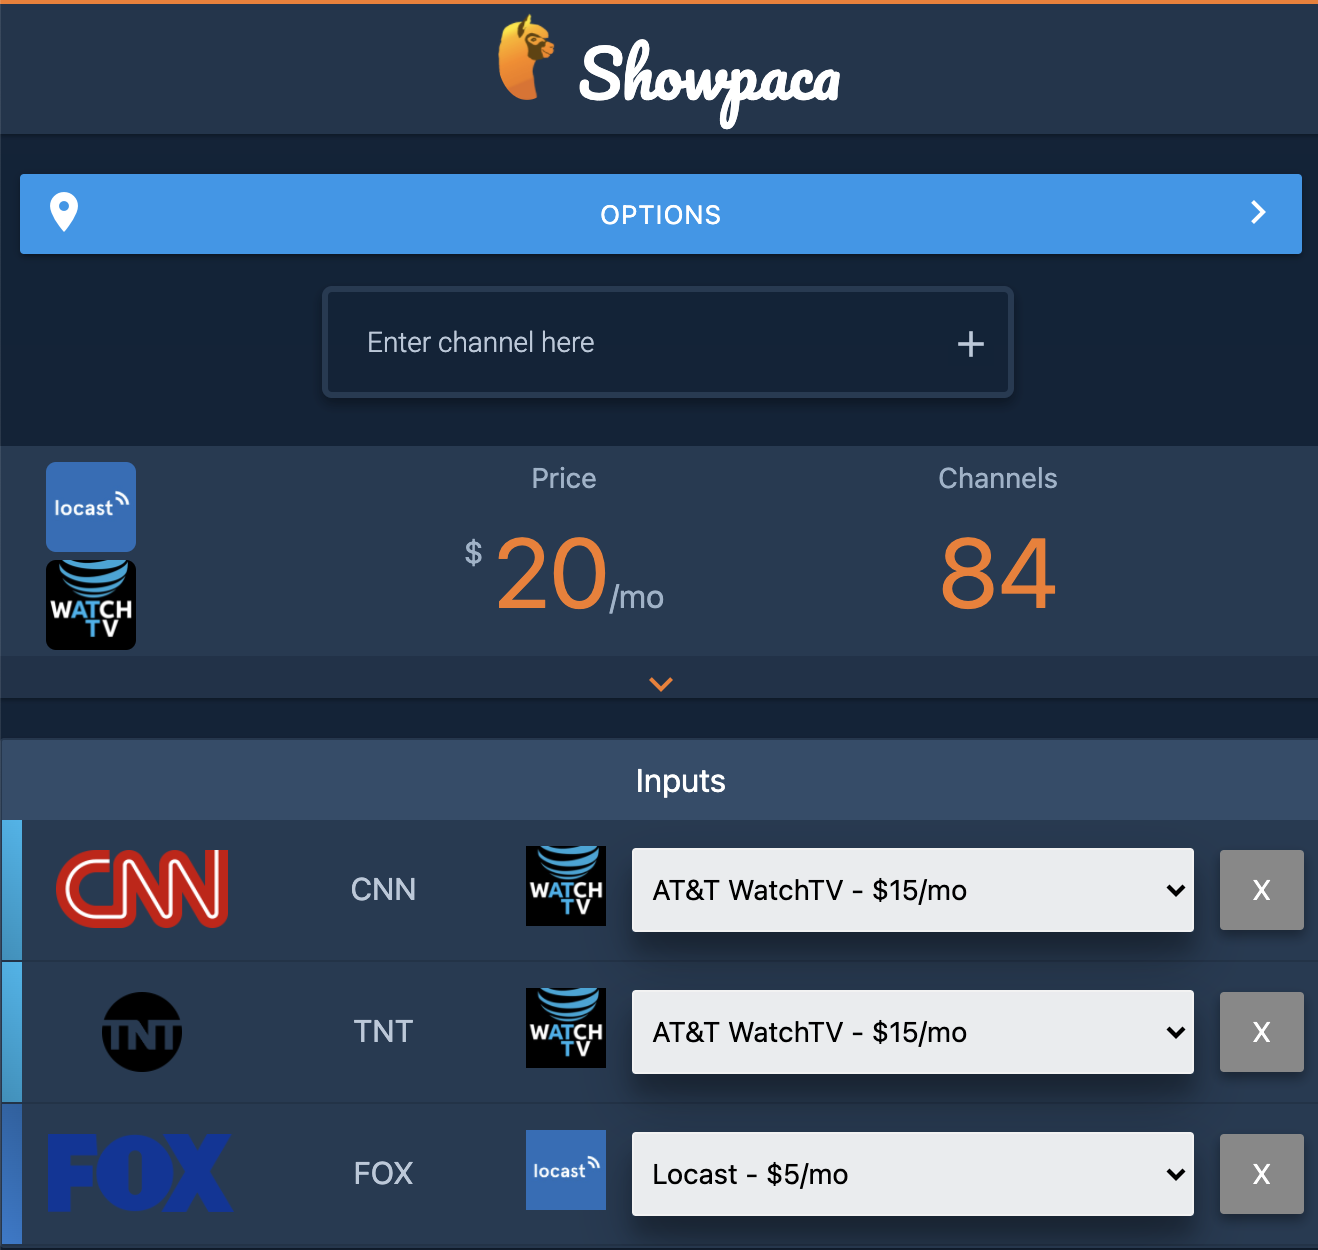 Showpaca
OPTIONS
Enter channel here
locast
WATCH
TV
Price
$ 20/mo
Channels
84
Inputs
CNN
CNN
WATCH
TV
AT&T WatchTV - $15/mo
X
TNT
TNT
WATCH
TV
AT&T WatchTV - $15/mo
X
FOX
FOX
locast
Locast - $5/mo
X